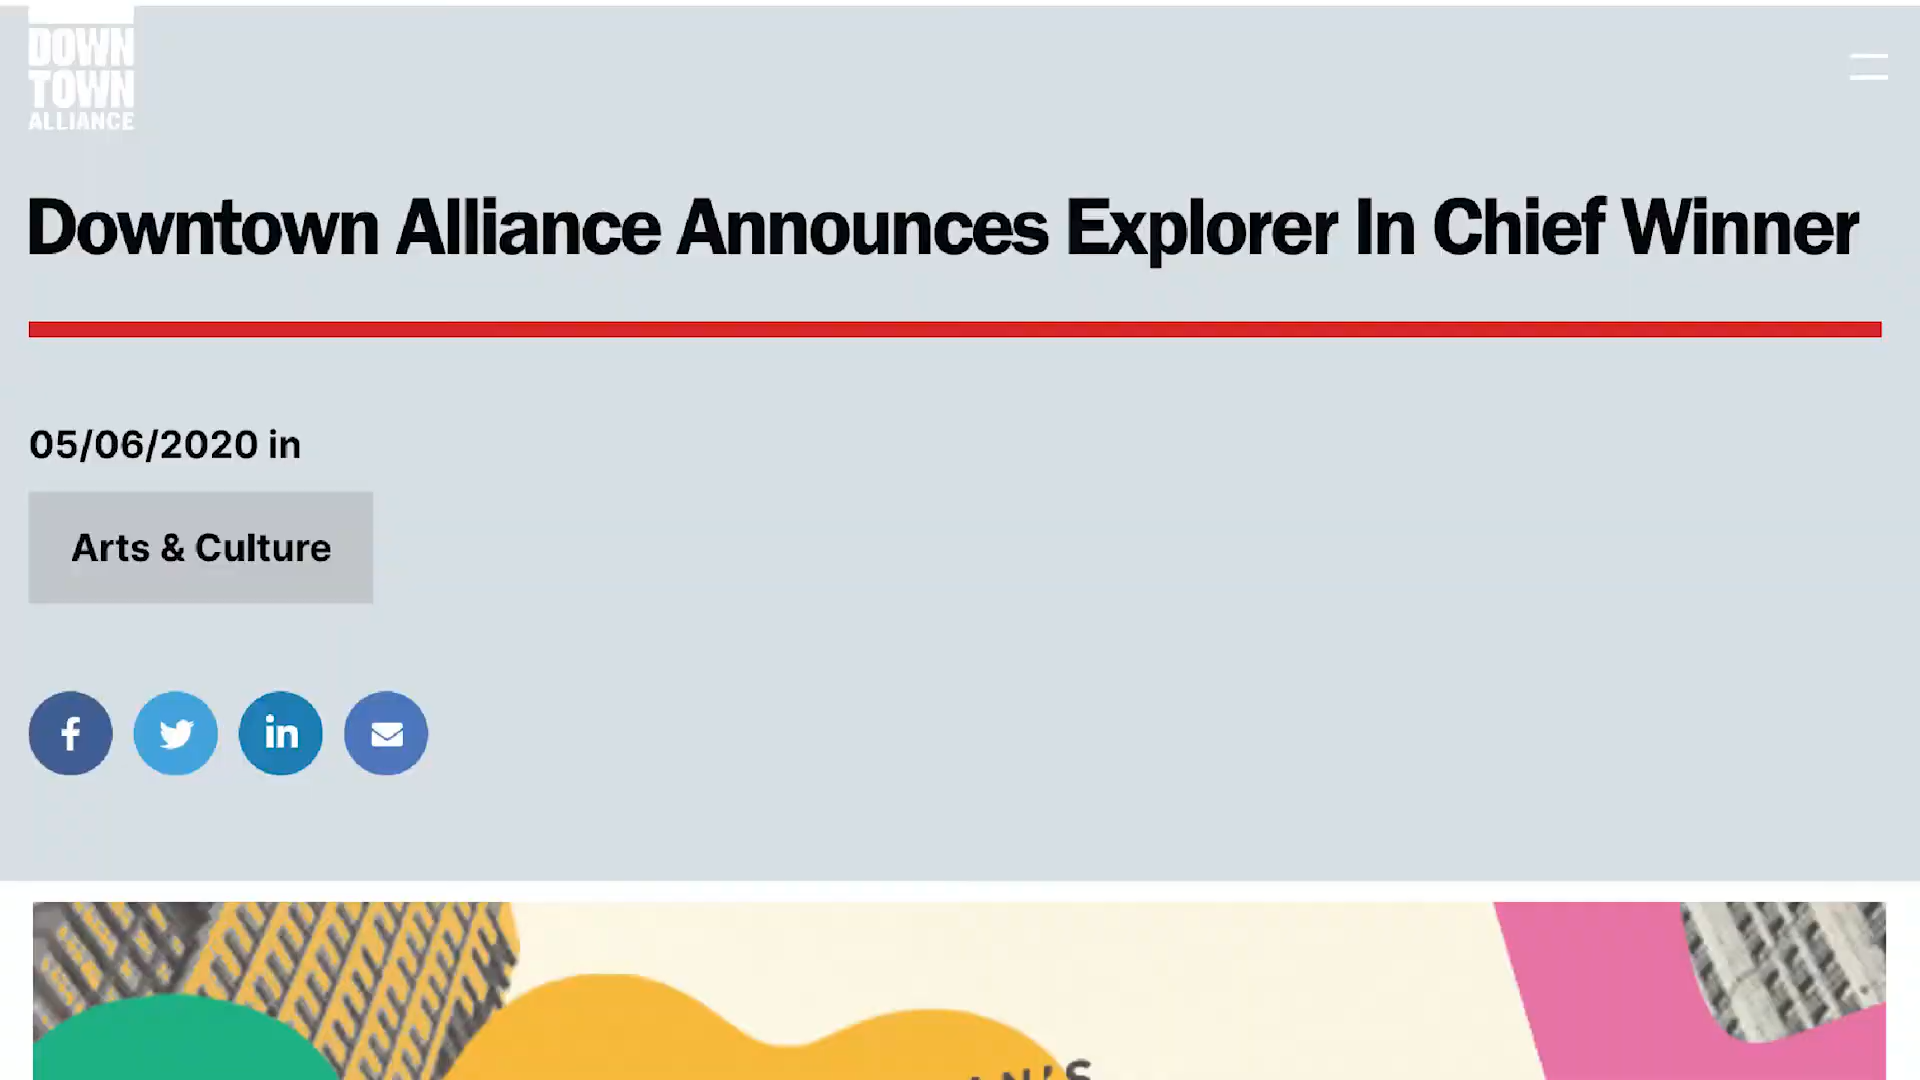 DOWN
TOWN
ALLIANCE
Downtown Alliance Announces Explorer In Chief Winner
05/06/2020 in
Arts & Culture